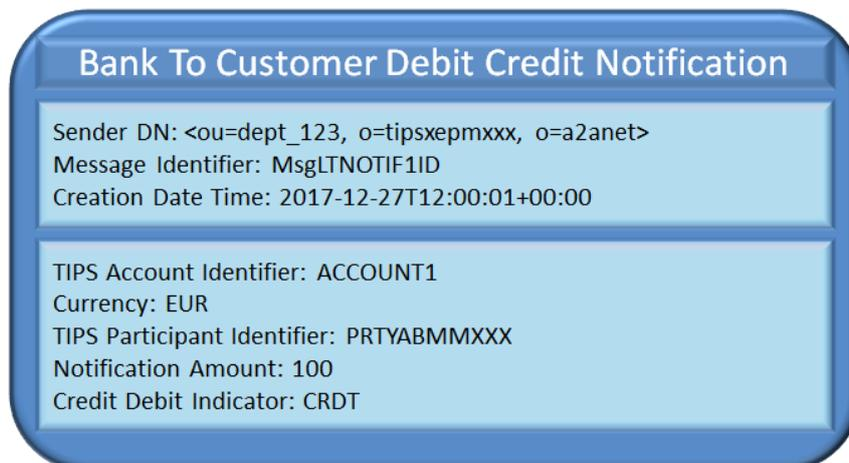 Bank To Customer Debit Credit Notification
Sender DN: <ou=dept_123, o=tipsxepmxxx, o=a2anet>
Message Identifier: MsgLTNOTIF1ID
Creation Date Time: 2017-12-27T12:00:01+00:00
TIPS Account Identifier: ACCOUNT1
Currency: EUR
TIPS Participant Identifier: PRTYABMMXXX
Notification Amount: 100
Credit Debit Indicator: CRDT